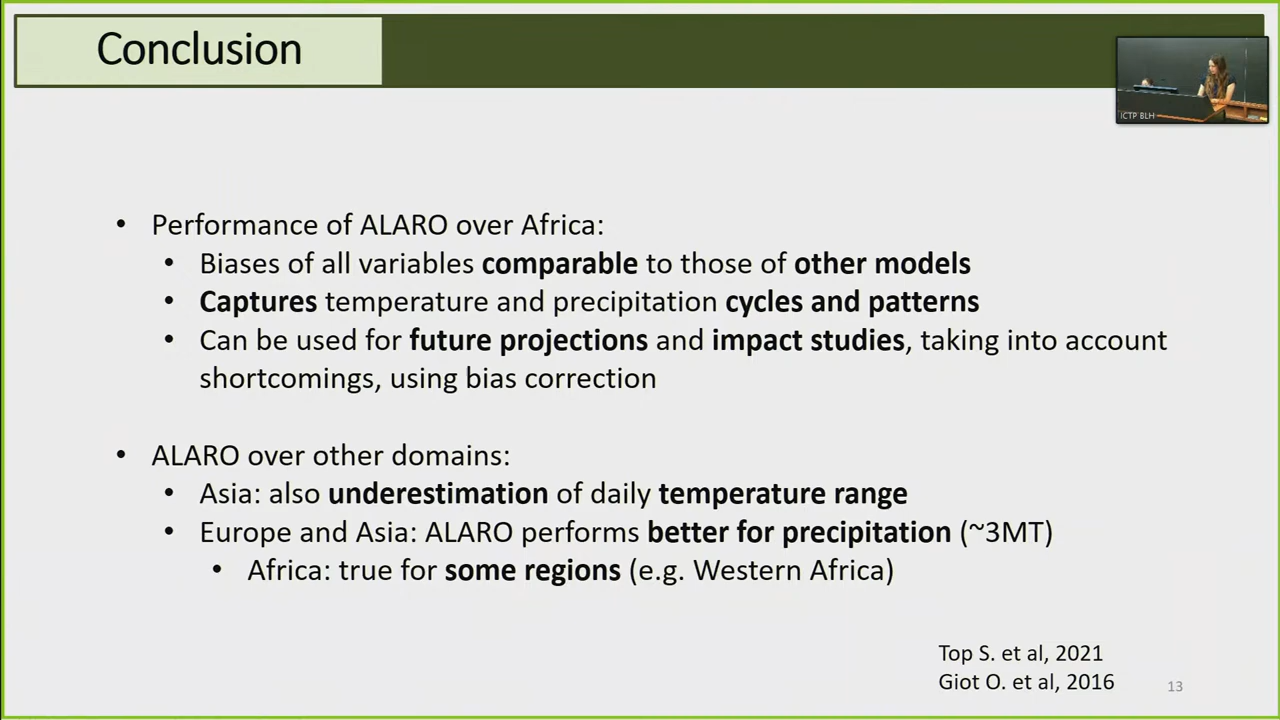 Conclusion
ICTP BLH
• Performance of ALARO over Africa:
• Biases of all variables comparable to those of other models
• Captures temperature and precipitation cycles and patterns
• Can be used for future projections and impact studies, taking into account
shortcomings, using bias correction
• ALARO over other domains:
• Asia: also underestimation of daily temperature range
• Europe and Asia: ALARO performs better for precipitation (~3MT)
• Africa: true for some regions (e.g. Western Africa)
Top S. et al, 2021
Giot O. et al, 2016
13